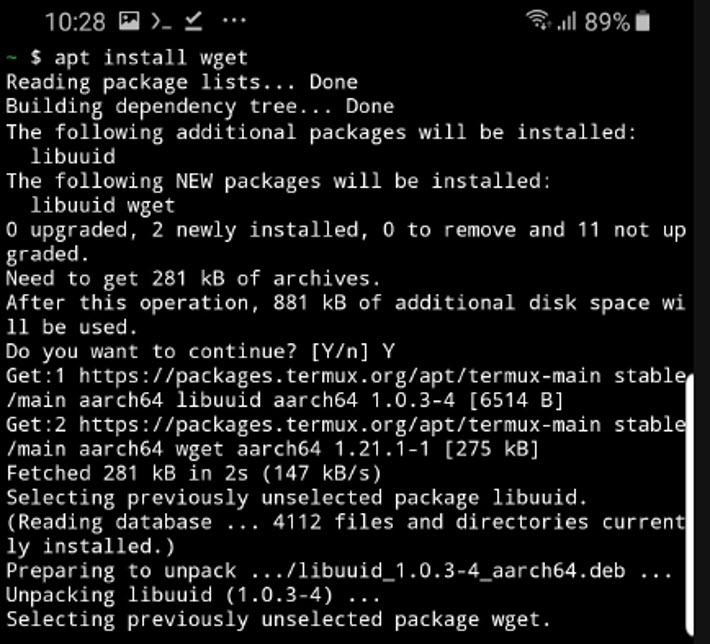 10:28 89%
~ $ apt install wget
Reading package lists... Done
Building dependency tree... Done
The following additional packages will be installed:
  libuuid
The following NEW packages will be installed:
  libuuid wget
0 upgraded, 2 newly installed, 0 to remove and 11 not up
graded.
Need to get 281 kB of archives.
After this operation, 881 kB of additional disk space wi
ll be used.
Do you want to continue? [Y/n] Y
Get:1 https://packages.termux.org/apt/termux-main stable
/main aarch64 libuuid aarch64 1.0.3-4 [6514 B]
Get:2 https://packages.termux.org/apt/termux-main stable
/main aarch64 wget aarch64 1.21.1-1 [275 kB]
Fetched 281 kB in 2s (147 kB/s)
Selecting previously unselected package libuuid.
(Reading database ... 4112 files and directories current
ly installed.)
Preparing to unpack .../libuuid_1.0.3-4_aarch64.deb ...
Unpacking libuuid (1.0.3-4) ...
Selecting previously unselected package wget.